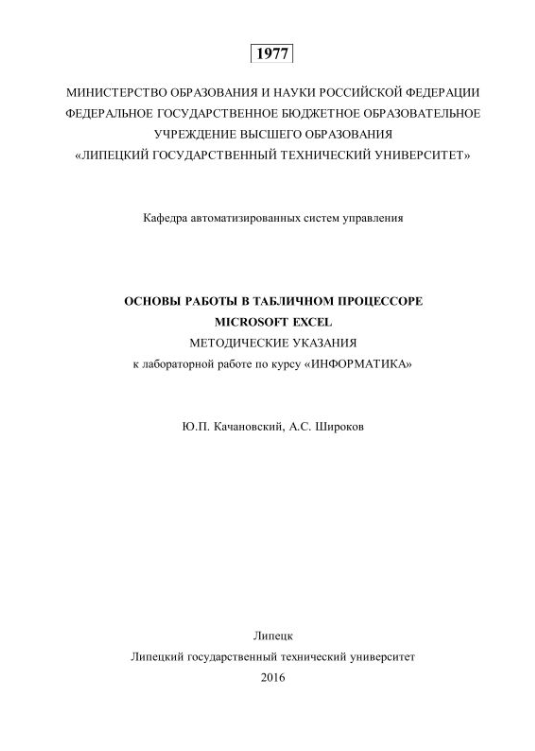 1977
МИНИСТЕРСТВО ОБРАЗОВАНИЯ И НАУКИ РОССИЙСКОЙ ФЕДЕРАЦИИ
ФЕДЕРАЛЬНОЕ ГОСУДАРСТВЕННОЕ БЮДЖЕТНОЕ ОБРАЗОВАТЕЛЬНОЕ
УЧРЕЖДЕНИЕ ВЫСШЕГО ОБРАЗОВАНИЯ
«ЛИПЕЦКИЙ ГОСУДАРСТВЕННЫЙ ТЕХНИЧЕСКИЙ УНИВЕРСИТЕТ»
Кафедра автоматизированных систем управления
ОСНОВЫ РАБОТЫ В ТАБЛИЧНОМ ПРОЦЕССОРЕ
MICROSOFT EXCEL
МЕТОДИЧЕСКИЕ УКАЗАНИЯ
к лабораторной работе по курсу «ИНФОРМАТИКА»
Ю.П. Качановский, А.С. Широков
Липецк
Липецкий государственный технический университет
2016